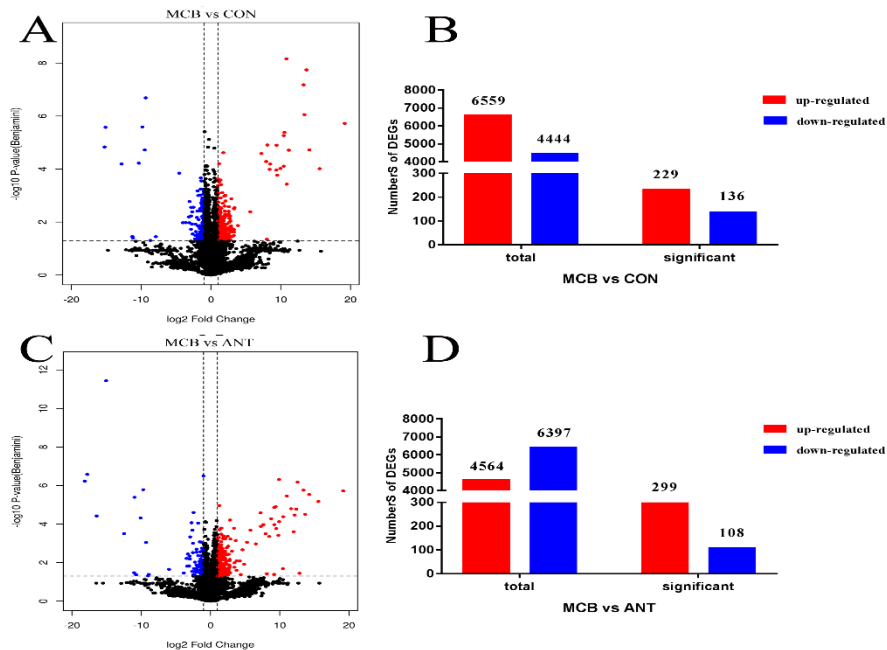 A
MCB vs CON
-log10 P-value(Benjamini)
8
6
4
2
0
-20
-10
0
10
20
log2 Fold Change
B
NumberS of DEGs
8000
7000
6000
5000
4000
300
200
100
0
6559
4444
229
136
up-regulated
down-regulated
total
significant
MCB vs CON
C
MCB vs ANT
-log10 P-value(Benjamini)
12
10
8
6
4
2
0
-20
-10
0
10
20
log2 Fold Change
D
NumberS of DEGs
8000
7000
6000
5000
4000
300
200
100
0
4564
6397
299
108
up-regulated
down-regulated
total
significant
MCB vs ANT